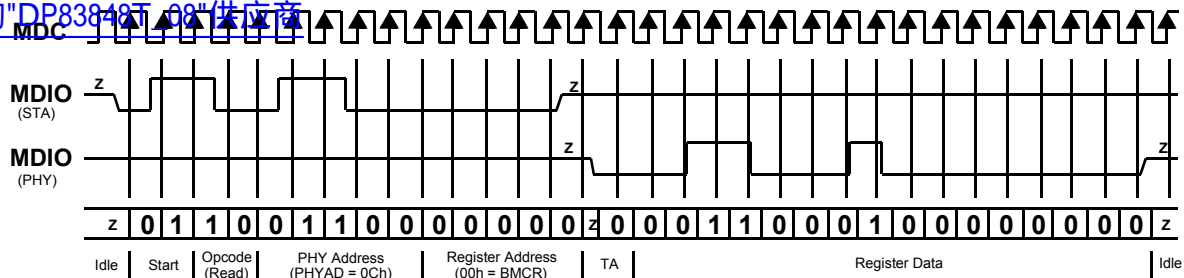 "DP83848T_08"供应商
MDC
z
z
MDIO
(STA)
z
z
MDIO
(PHY)
z 0 1 1 0 0 1 1 0 0 0 0 0 0 0 z 0 0 0 1 1 0 0 0 1 0 0 0 0 0 0 0 0 z
Idle Start Opcode PHY Address Register Address TA Register Data Idle
(Read) (PHYAD = 0Ch) (00h = BMCR)